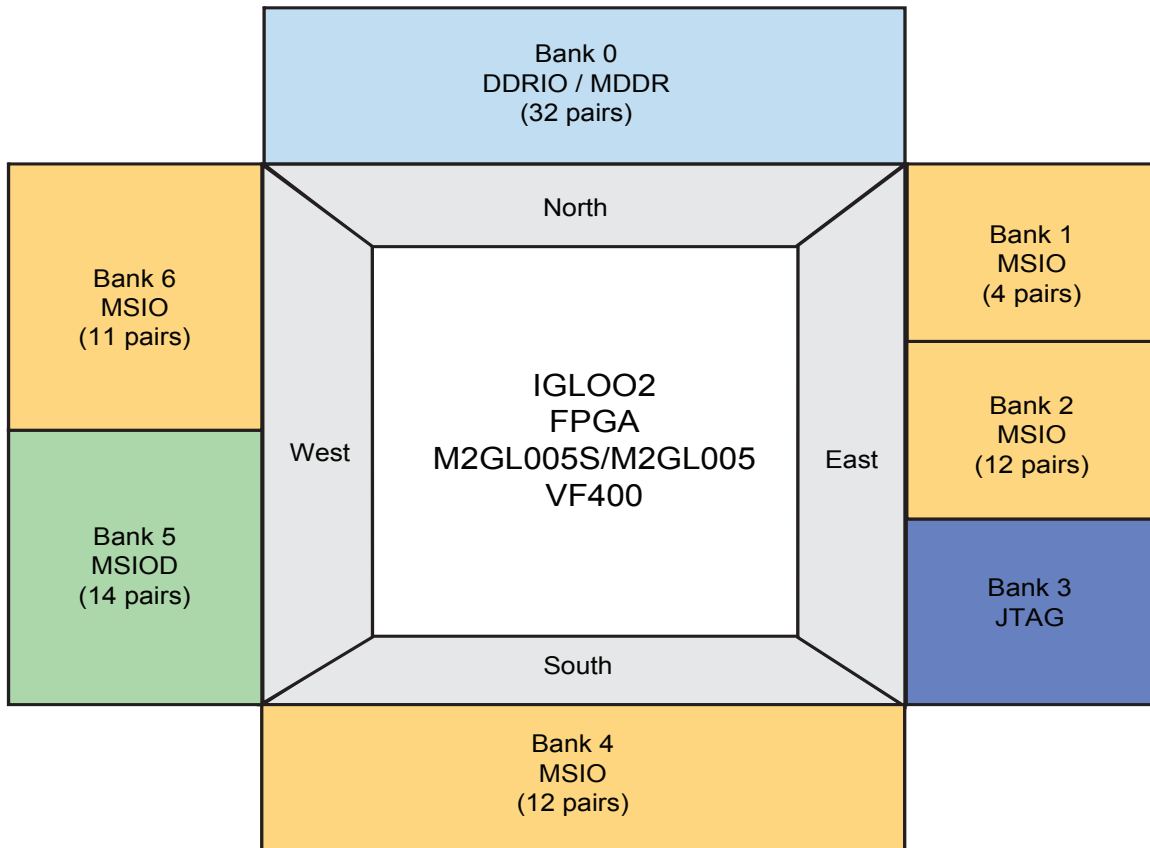 Bank 0
DDRIO / MDDR
(32 pairs)
North
Bank 6
MSIO
(11 pairs)
Bank 1
MSIO
(4 pairs)
IGLOO2
FPGA
M2GL005S/M2GL005
VF400
West
East
Bank 2
MSIO
(12 pairs)
Bank 5
MSIOD
(14 pairs)
Bank 3
JTAG
South
Bank 4
MSIO
(12 pairs)